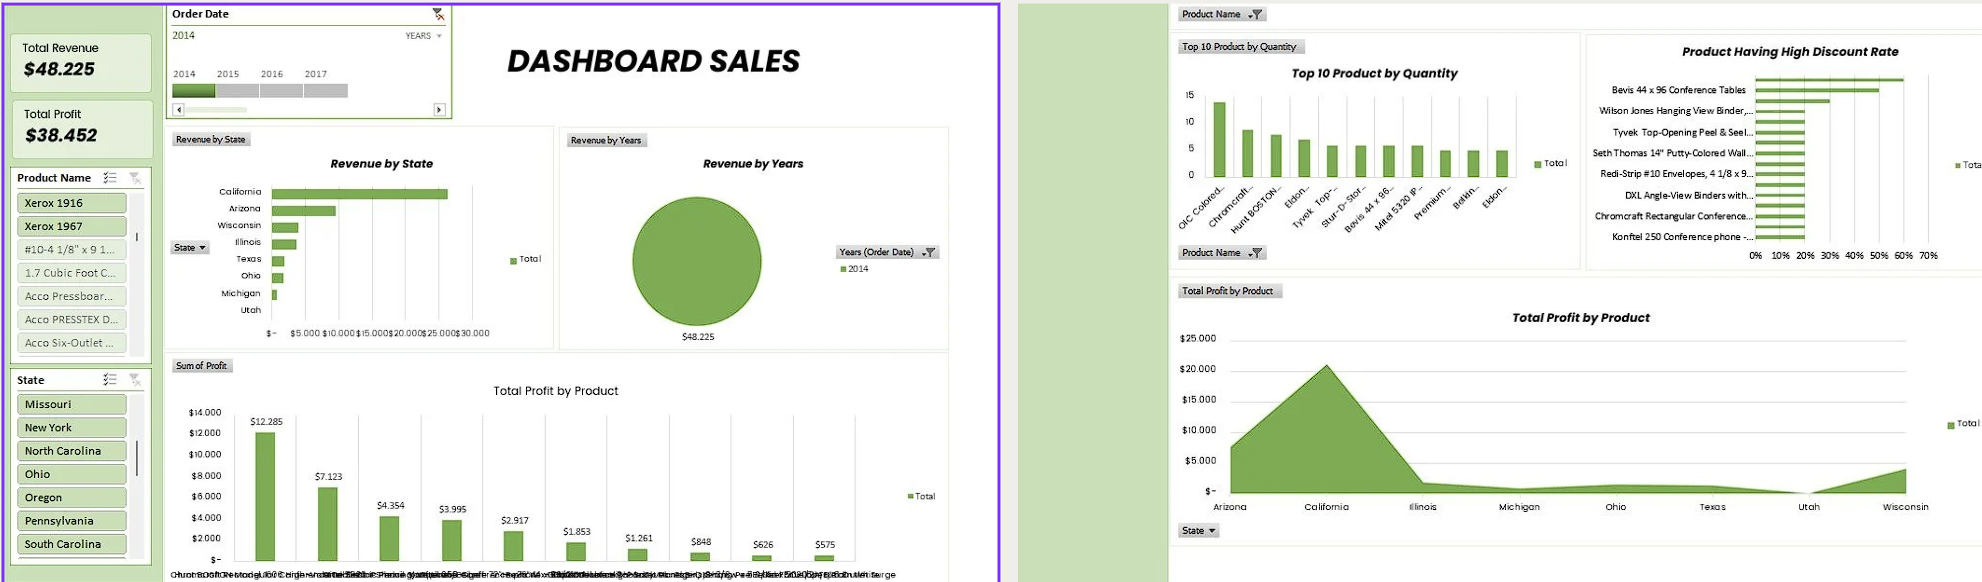 Order Date
2014
YEARS
2014 2015 2016 2017
DASHBOARD SALES
Total Revenue
$48.225
Total Profit
$38.452
Product Name
Xerox 1916
Xerox 1967
#10-4 1/8" x 9 1...
1.7 Cubic Foot C...
Acco Pressboar...
Acco PRESSTEX D...
Acco Six-Outlet ...
State
Missouri
New York
North Carolina
Ohio
Oregon
Pennsylvania
South Carolina
Revenue by State
Revenue by State
California
Arizona
Wisconsin
Illinois
Texas
Ohio
Michigan
Utah
State
Total
$- $5.000 $10.000 $15.000 $20.000 $25.000 $30.000
Revenue by Years
Revenue by Years
Years (Order Date)
2014
$48.225
Sum of Profit
Total Profit by Product
$14.000
$12.000
$10.000
$8.000
$6.000
$4.000
$2.000
$-
$12.285
$7.123
$4.354
$3.995
$2.917
$1.853
$1.261
$848
$626
$575
Total
Product Name
Top 10 Product by Quantity
Top 10 Product by Quantity
15
10
5
0
OIC Colored...
Chromcraft...
Hunt BOSTON...
Eldon...
Tyvek Top-...
Stur-D-Stor...
Bevis 44 x 96...
Mitel 5320 IP...
Premium...
Belkin...
Eldon...
Total
Product Name
Product Having High Discount Rate
Bevis 44 x 96 Conference Tables
Wilson Jones Hanging View Binder,...
Tyvek Top-Opening Peel & Seel...
Seth Thomas 14" Putty-Colored Wall...
Redi-Strip #10 Envelopes, 4 1/8 x 9...
DXL Angle-View Binders with...
Chromcraft Rectangular Conference...
Konftel 250 Conference phone -...
0% 10% 20% 30% 40% 50% 60% 70%
Tota
Total Profit by Product
Total Profit by Product
$25.000
$20.000
$15.000
$10.000
$5.000
$-
Arizona California Illinois Michigan Ohio Texas Utah Wisconsin
Total
State